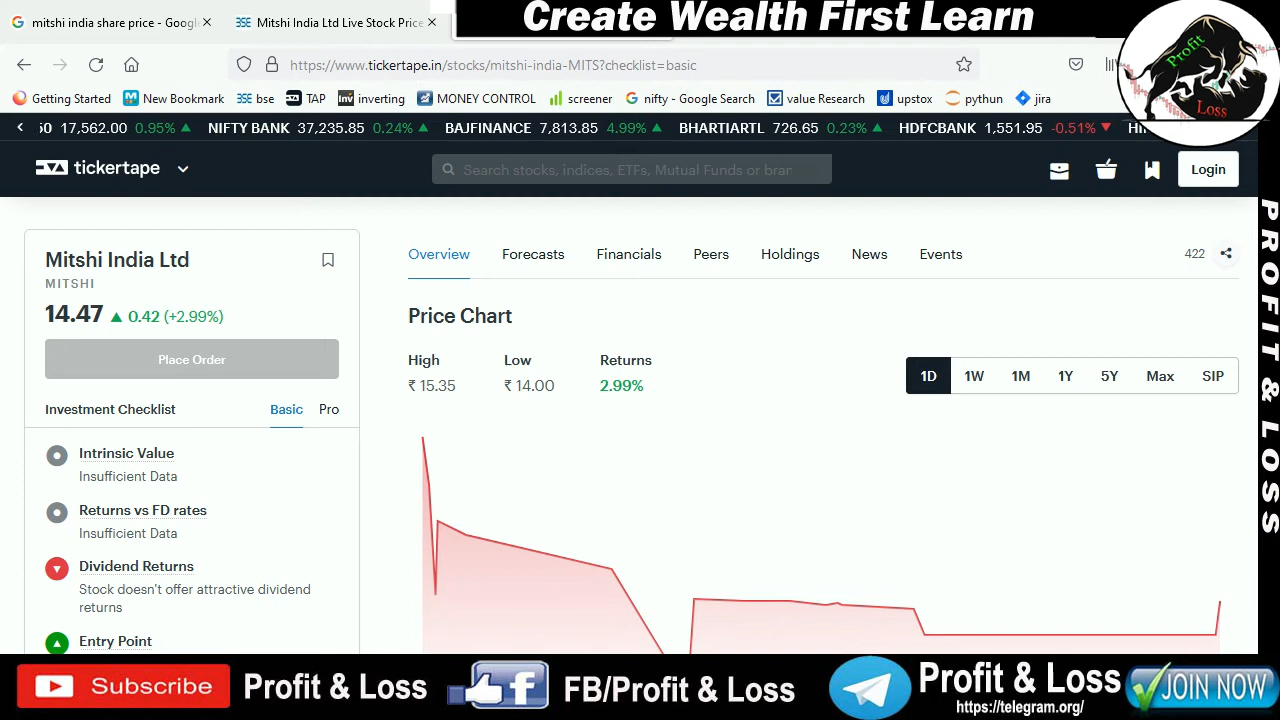 Create Wealth First Learn
mitshi india share price - Googl
Mitshi India Ltd Live Stock Price
https://www.tickertape.in/stocks/mitshi-india-MITS?checklist=basic
Getting Started
New Bookmark
bse
TAP
Inv
inverting
MONEY CONTROL
screener
nifty - Google Search
value Research
upstox
pythun
jira
Profit
Loss
50 17,562.00 0.95% NIFTY BANK 37,235.85 0.24% BAJFINANCE 7,813.85 4.99% BHARTIARTL 726.65 0.23% HDFCBANK 1,551.95 -0.51%
tickertape
Search stocks, indices, ETFs, Mutual Funds or bran
Login
Mitshi India Ltd
MITSHI
14.47 0.42 (+2.99%)
Place Order
Investment Checklist
Basic
Pro
Intrinsic Value
Insufficient Data
Returns vs FD rates
Insufficient Data
Dividend Returns
Stock doesn't offer attractive dividend
returns
Entry Point
Overview
Forecasts
Financials
Peers
Holdings
News
Events
422
Price Chart
High
Low
Returns
₹ 15.35
₹ 14.00
2.99%
1D
1W
1M
1Y
5Y
Max
SIP
PROFIT & LOSS
Subscribe
Profit & Loss
f
FB/Profit & Loss
Profit & Loss
https://telegram.org/
JOIN NOW